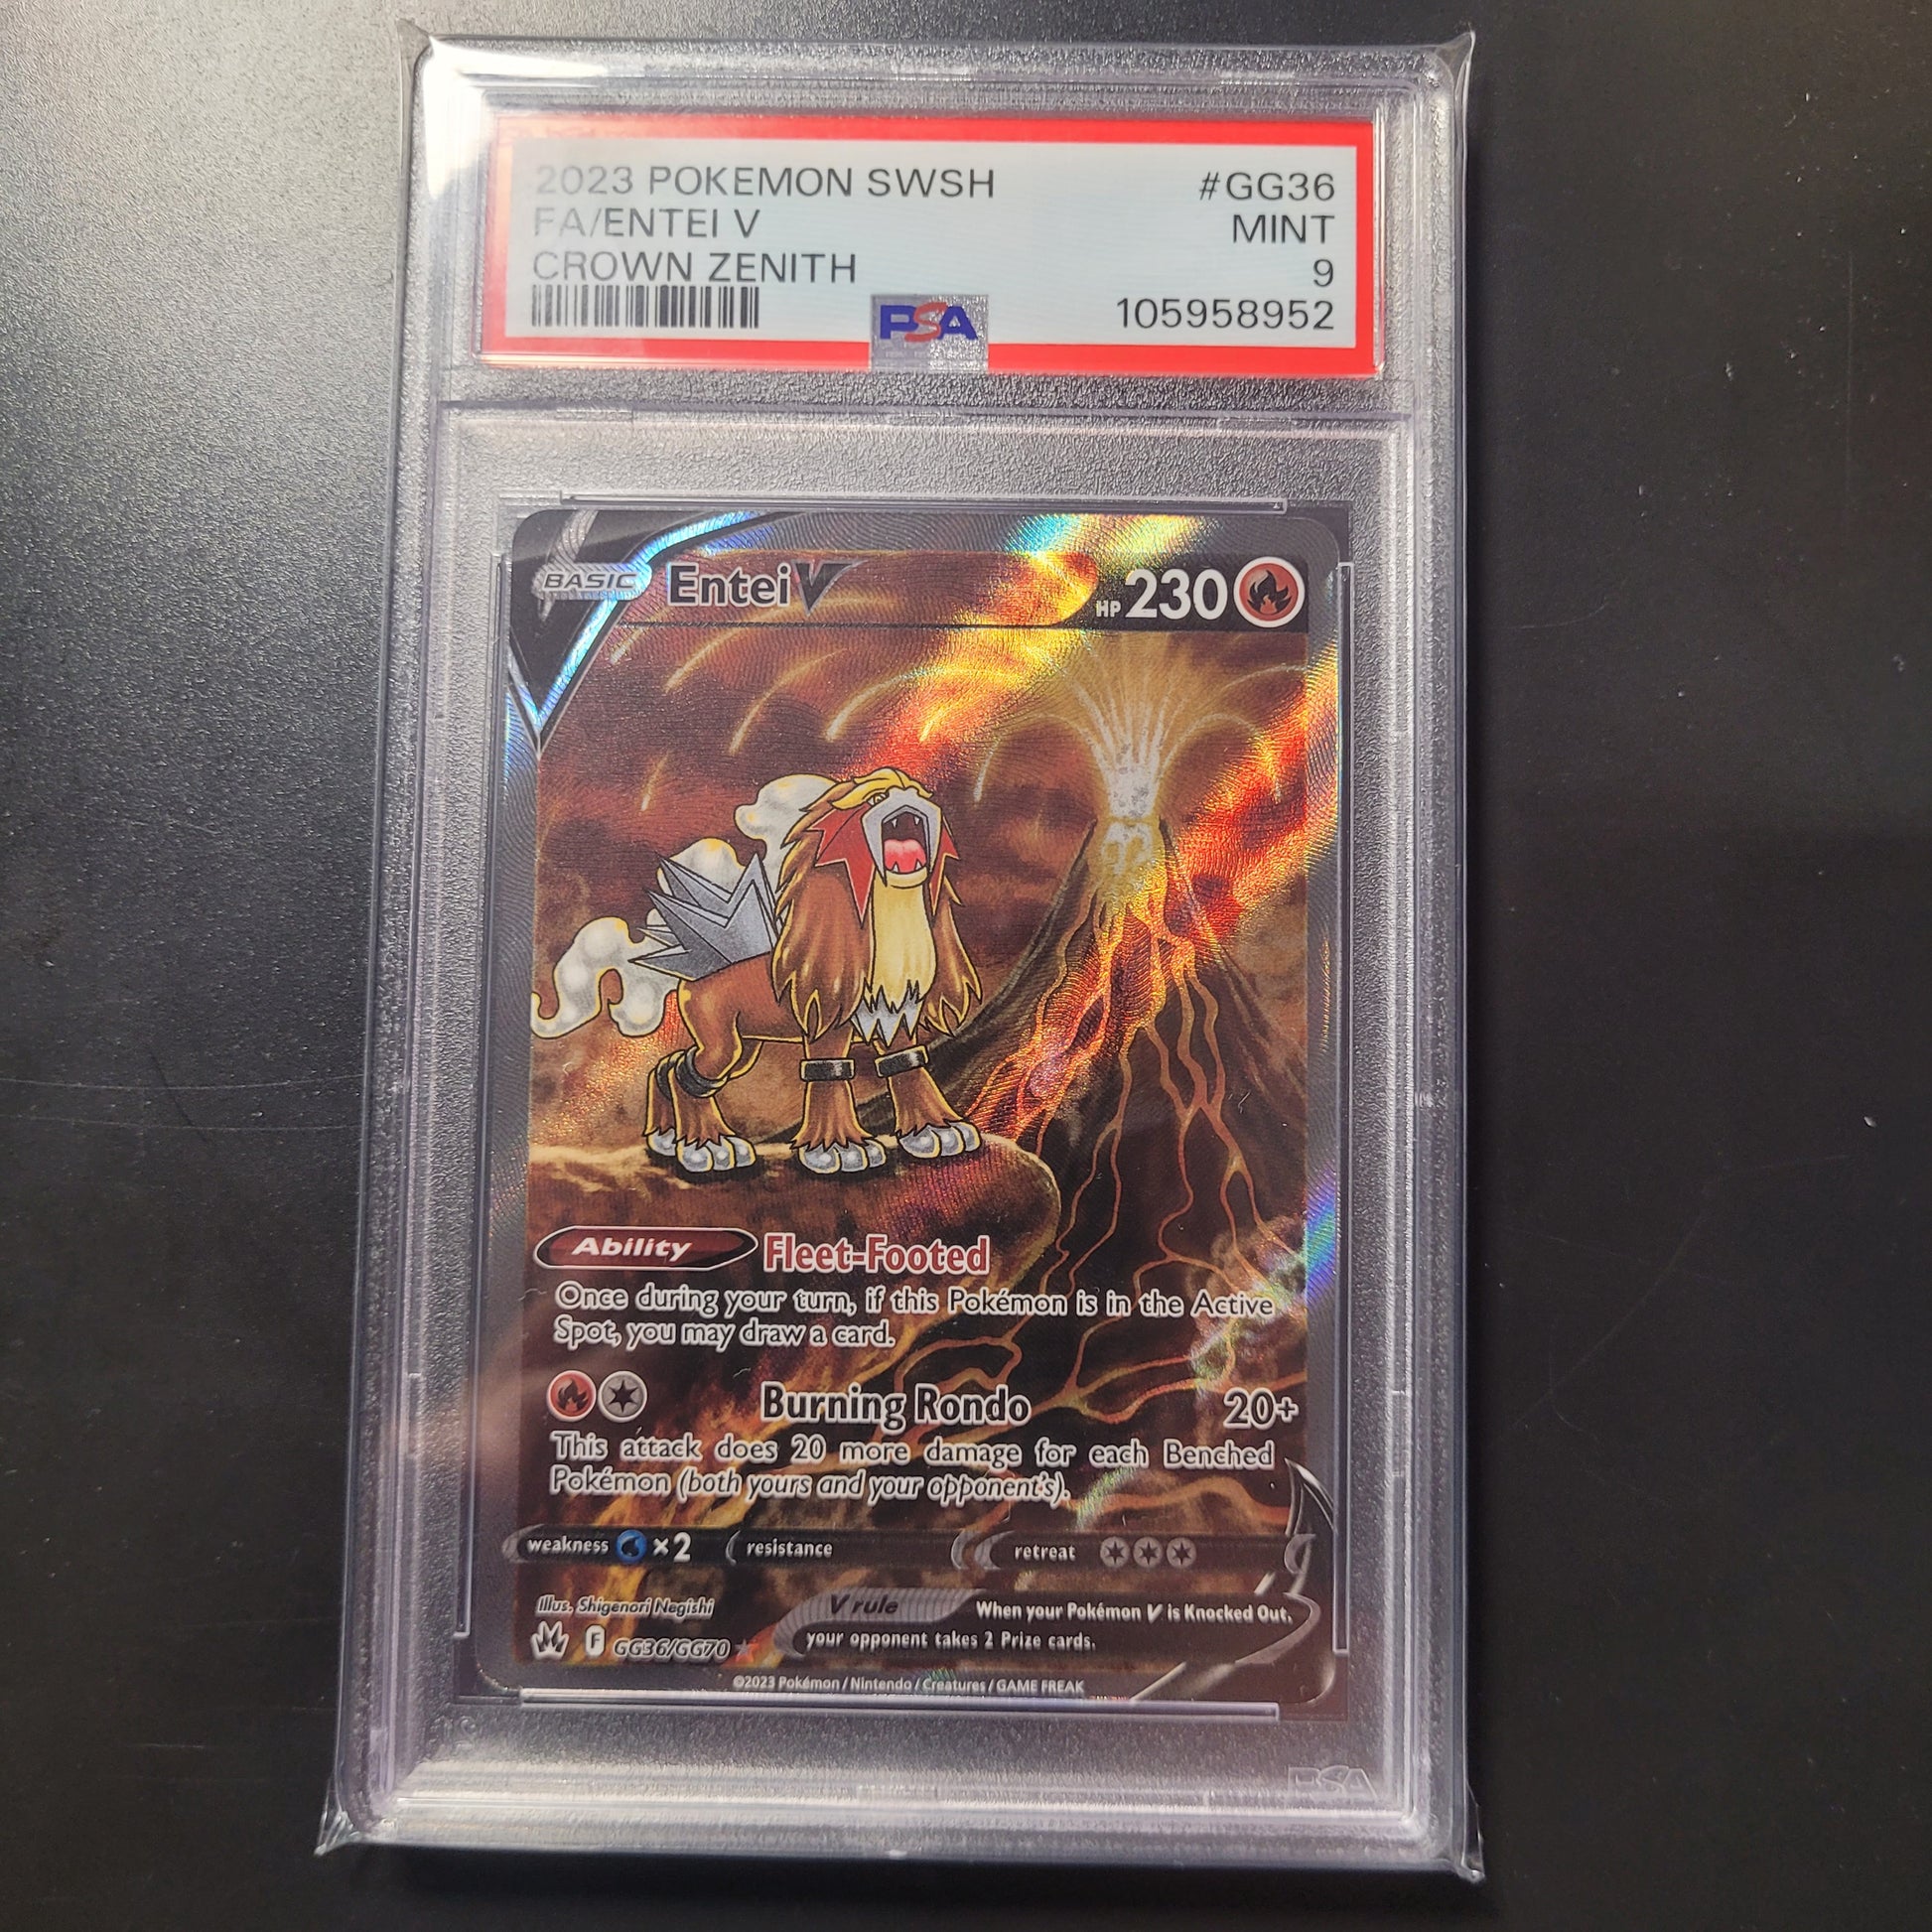 2023 POKEMON SWSH #GG36
FA/ENTEI V MINT
CROWN ZENITH 9
PSA 105958952
BASIC Entei V HP 230
Ability Fleet-Footed
Once during your turn, if this Pokémon is in the Active
Spot, you may draw a card.
Burning Rondo 20+
This attack does 20 more damage for each Benched
Pokémon (both yours and your opponent's).
weakness ×2 resistance retreat
Illus. Shigenori Negishi
V rule When your Pokémon V is Knocked Out,
your opponent takes 2 Prize cards.
F GG36/GG70
©2023 Pokémon / Nintendo / Creatures / GAME FREAK
PSA